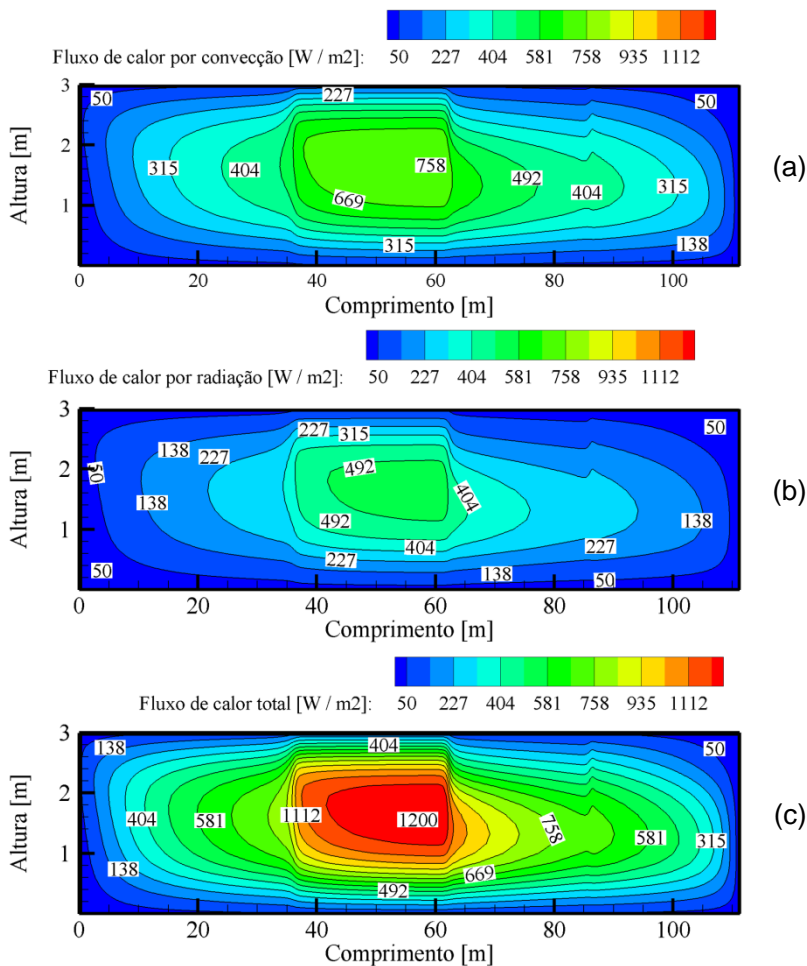 Fluxo de calor por convecção [W / m2]: 50 227 404 581 758 935 1112
3
2
1
Altura [m]
50 227 50
315 404 758 492 404 315
669
315 138
(a)
0 20 40 60 80 100
Comprimento [m]
Fluxo de calor por radiação [W / m2]: 50 227 404 581 758 935 1112
3
2
1
Altura [m]
138 227 315 50
50 227 492 404
138 492 138
404 227
50 227 138 50
(b)
0 20 40 60 80 100
Comprimento [m]
Fluxo de calor total [W / m2]: 50 227 404 581 758 935 1112
3
2
1
Altura [m]
138 404 50
404 581 1112 1200 758 581 315
138 669
492
(c)
0 20 40 60 80 100
Comprimento [m]